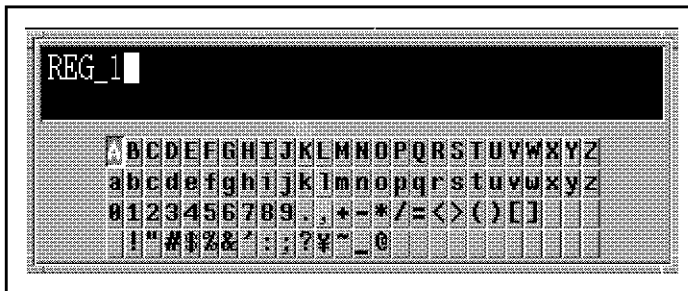 REG_1
ABCDEFGHIJKLMNOPQRSTUVWXYZ
abcdefghijklmnopqrstuvwxyz
0123456789.,+-*/=<>()[]
!"#$%&':;?¥~_@